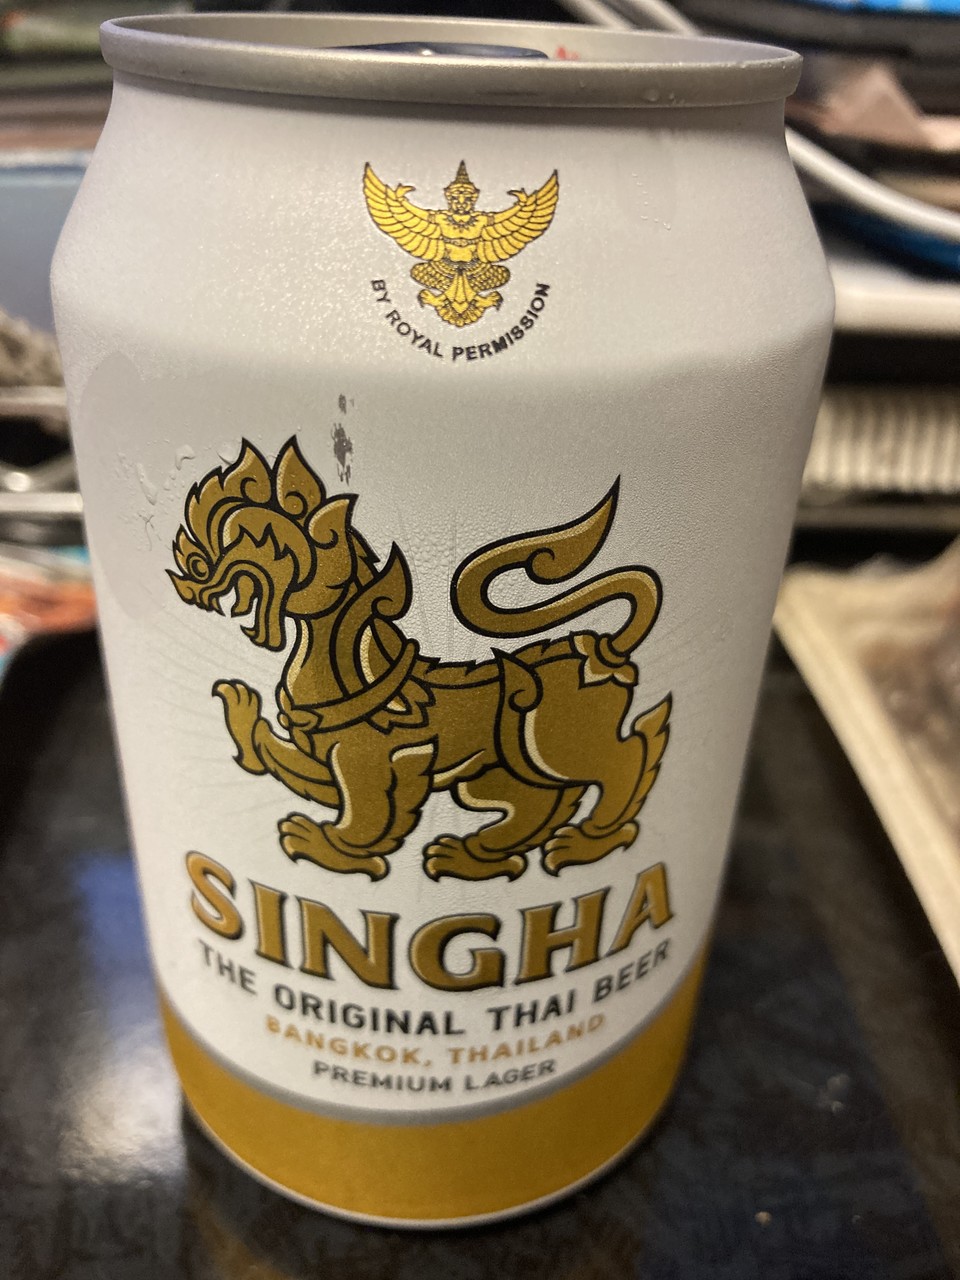 BY ROYAL PERMISSION
SINGHA
THE ORIGINAL THAI BEER
BANGKOK, THAILAND
PREMIUM LAGER